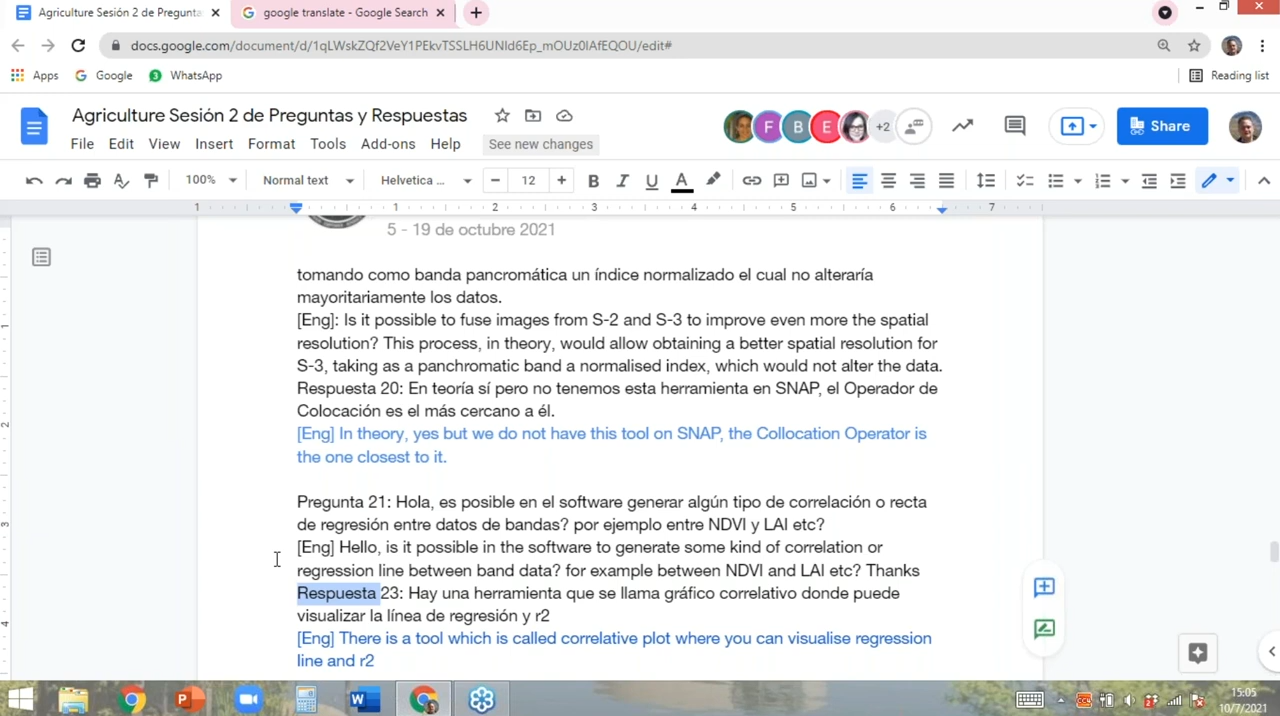 Agriculture Sesión 2 de Pregunta
google translate - Google Search
docs.google.com/document/d/1qLWskZQf2VeY1PEkvTSSLH6UNId6Ep_mOUz0IAfEQOU/edit#
Apps Google WhatsApp Reading list
Agriculture Sesión 2 de Preguntas y Respuestas
F B E +2 Share
File Edit View Insert Format Tools Add-ons Help See new changes
100% Normal text Helvetica ... 12 B I U A
1 1 2 3 4 5 6 7
5 - 19 de octubre 2021
tomando como banda pancromática un índice normalizado el cual no alteraría
mayoritariamente los datos.
[Eng]: Is it possible to fuse images from S-2 and S-3 to improve even more the spatial
resolution? This process, in theory, would allow obtaining a better spatial resolution for
S-3, taking as a panchromatic band a normalised index, which would not alter the data.
Respuesta 20: En teoría sí pero no tenemos esta herramienta en SNAP, el Operador de
Colocación es el más cercano a él.
[Eng] In theory, yes but we do not have this tool on SNAP, the Collocation Operator is
the one closest to it.
Pregunta 21: Hola, es posible en el software generar algún tipo de correlación o recta
de regresión entre datos de bandas? por ejemplo entre NDVI y LAI etc?
[Eng] Hello, is it possible in the software to generate some kind of correlation or
regression line between band data? for example between NDVI and LAI etc? Thanks
Respuesta 23: Hay una herramienta que se llama gráfico correlativo donde puede
visualizar la línea de regresión y r2
[Eng] There is a tool which is called correlative plot where you can visualise regression
line and r2
15:05
10/7/2021